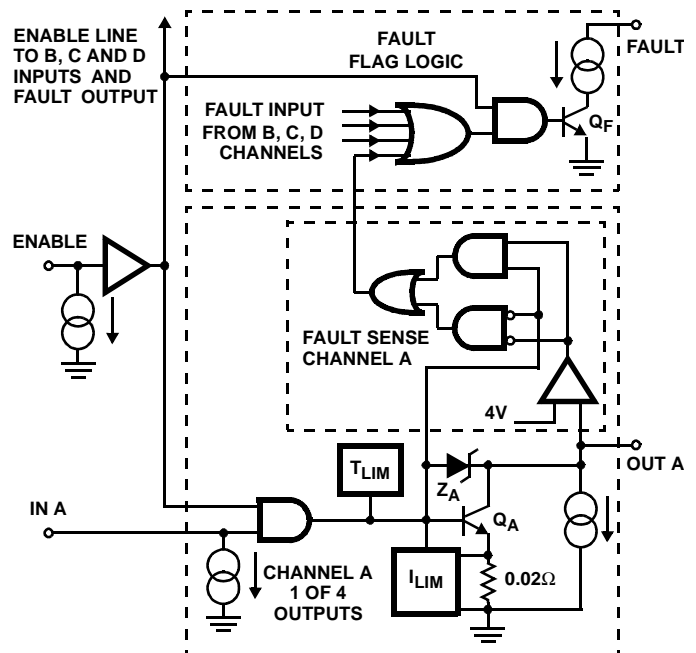 ENABLE LINE
TO B, C AND D
INPUTS AND
FAULT OUTPUT
FAULT
FLAG LOGIC
FAULT
FAULT INPUT
FROM B, C, D
CHANNELS
QF
ENABLE
FAULT SENSE
CHANNEL A
4V
OUT A
TLIM
ZA
IN A
QA
ILIM
0.02Ω
CHANNEL A
1 OF 4
OUTPUTS